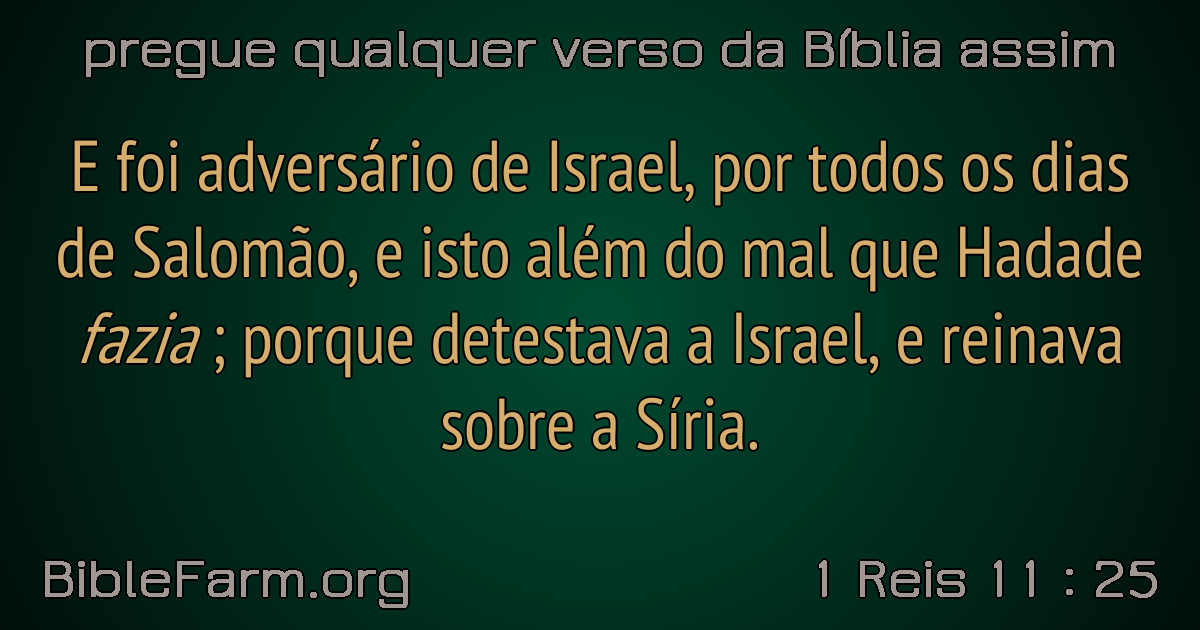 pregue qualquer verso da Bíblia assim
E foi adversário de Israel, por todos os dias
de Salomão, e isto além do mal que Hadade
fazia ; porque detestava a Israel, e reinava
sobre a Síria.
BibleFarm.org
1 Reis 11 : 25